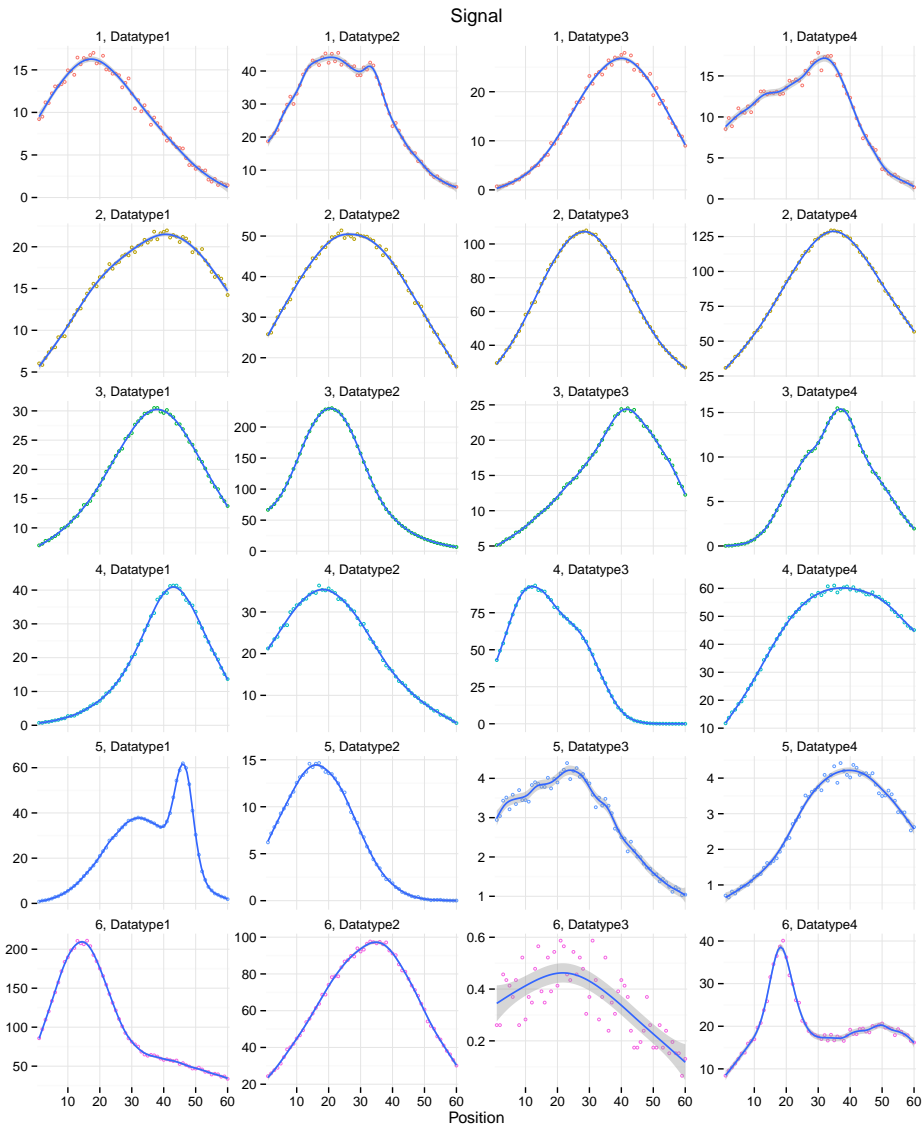 Signal
1, Datatype1 1, Datatype2 1, Datatype3 1, Datatype4
15 40 20 15
10 30 10 10
5 20 0 5
0 10 0
2, Datatype1 2, Datatype2 2, Datatype3 2, Datatype4
20 50 100 125
15 40 80 100
10 30 60 75
5 20 40 50
25
3, Datatype1 3, Datatype2 3, Datatype3 3, Datatype4
30 200 25 15
25 150 20 10
20 100 15 5
15 50 10 0
10 0 5
4, Datatype1 4, Datatype2 4, Datatype3 4, Datatype4
40 30 75 60
30 20 50 50
20 10 25 40
10 0 30
0 20
10
5, Datatype1 5, Datatype2 5, Datatype3 5, Datatype4
60 15 4 4
40 10 3 3
20 5 2 2
0 0 1 1
6, Datatype1 6, Datatype2 6, Datatype3 6, Datatype4
200 100 0.6 40
150 80 0.4 30
100 60 0.2 20
50 40 10
20
10 20 30 40 50 60 10 20 30 40 50 60 10 20 30 40 50 60 10 20 30 40 50 60
Position